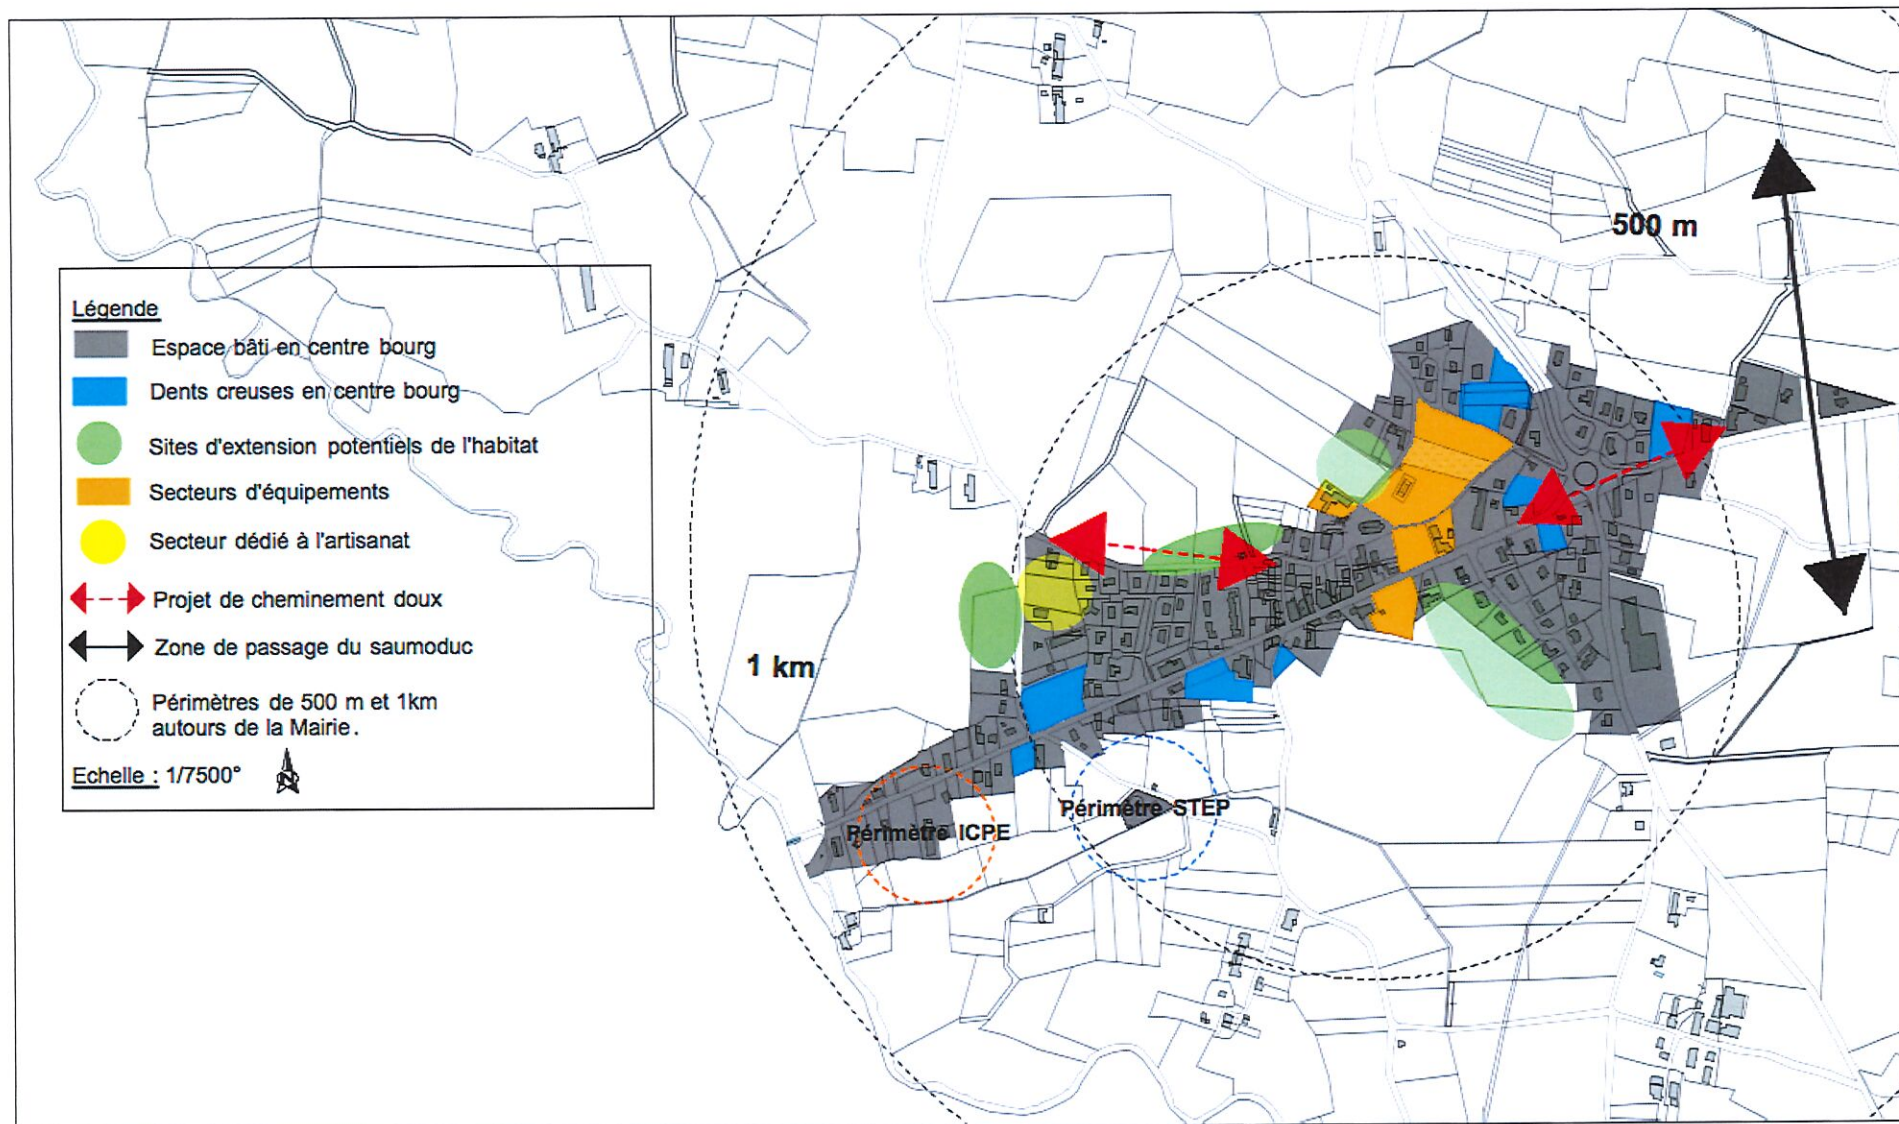 500 m
Légende
Espace bâti en centre bourg
Dents creuses en centre bourg
Sites d'extension potentiels de l'habitat
Secteurs d'équipements
Secteur dédié à l'artisanat
Projet de cheminement doux
Zone de passage du saumoduc
Périmètres de 500 m et 1km
autours de la Mairie.
Echelle : 1/7500°
N
1 km
Périmètre STEP
Périmètre ICPE